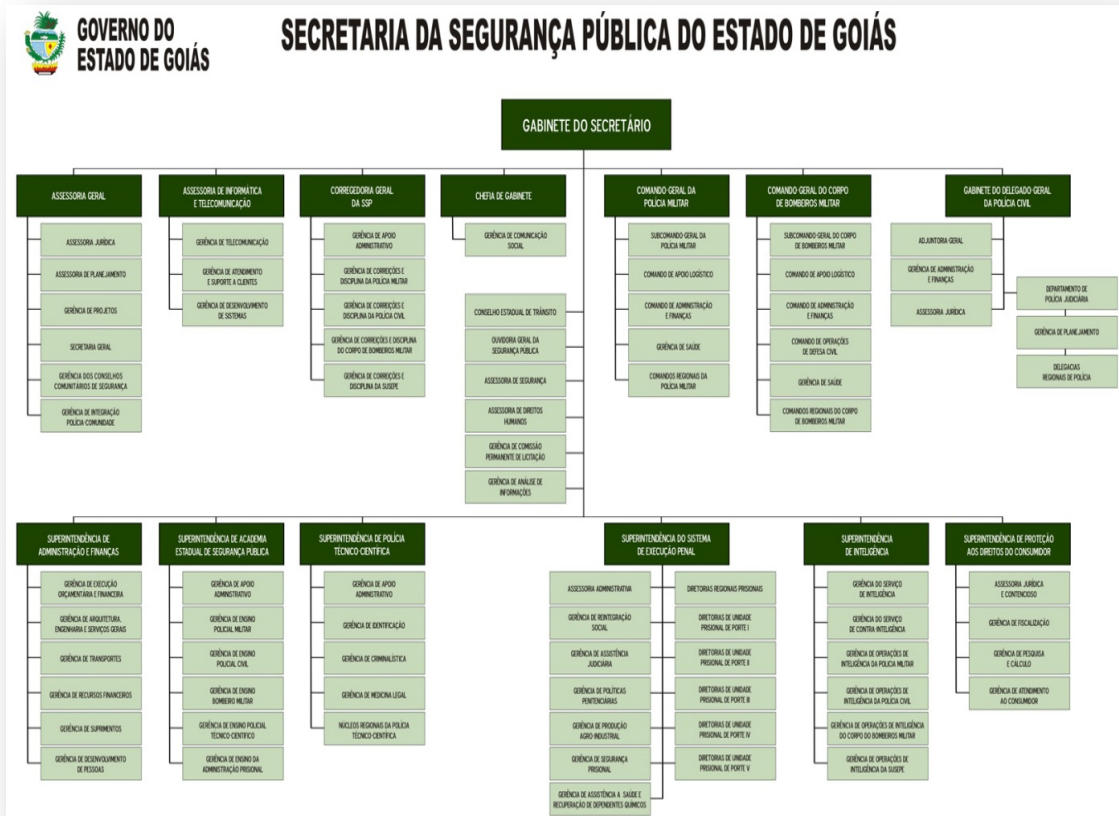 GOVERNO DO
ESTADO DE GOIÁS
SECRETARIA DA SEGURANÇA PÚBLICA DO ESTADO DE GOIÁS
GABINETE DO SECRETÁRIO
ASSESSORIA GERAL
ASSESSORIA JURÍDICA
ASSESSORIA DE PLANEJAMENTO
GERÊNCIA DE PROJETOS
SECRETARIA GERAL
GERÊNCIA DOS CONSELHOS
COMUNITÁRIOS DE SEGURANÇA
GERÊNCIA DE INTEGRAÇÃO
POLÍCIA-COMUNIDADE
ASSESSORIA DE INFORMÁTICA
E TELECOMUNICAÇÃO
GERÊNCIA DE TELECOMUNICAÇÃO
GERÊNCIA DE ATENDIMENTO
E SUPORTE A CLIENTES
GERÊNCIA DE DESENVOLVIMENTO
DE SISTEMAS
CORREGEDORIA GERAL
DA SSP
GERÊNCIA DE APOIO
ADMINISTRATIVO
GERÊNCIA DE CORREIÇÕES E
DISCIPLINA DA POLÍCIA MILITAR
GERÊNCIA DE CORREIÇÕES E
DISCIPLINA DA POLÍCIA CIVIL
GERÊNCIA DE CORREIÇÕES E DISCIPLINA
DO CORPO DE BOMBEIROS MILITAR
GERÊNCIA DE CORREIÇÕES E
DISCIPLINA DA SUSEPE
CHEFIA DE GABINETE
GERÊNCIA DE COMUNICAÇÃO
SOCIAL
CONSELHO ESTADUAL DE TRÂNSITO
OUVIDORIA GERAL DA
SEGURANÇA PÚBLICA
ASSESSORIA DE SEGURANÇA
ASSESSORIA DE DIREITOS
HUMANOS
GERÊNCIA DE COMISSÃO
PERMANENTE DE LICITAÇÃO
GERÊNCIA DE ANÁLISE DE
INFORMAÇÕES
COMANDO-GERAL DA
POLÍCIA MILITAR
SUBCOMANDO-GERAL DA
POLÍCIA MILITAR
COMANDO DE APOIO LOGÍSTICO
COMANDO DE ADMINISTRAÇÃO
E FINANÇAS
GERÊNCIA DE SAÚDE
COMANDOS REGIONAIS DA
POLÍCIA MILITAR
COMANDO-GERAL DO CORPO
DE BOMBEIROS MILITAR
SUBCOMANDO-GERAL DO CORPO
DE BOMBEIROS MILITAR
COMANDO DE APOIO LOGÍSTICO
COMANDO DE ADMINISTRAÇÃO
E FINANÇAS
COMANDO DE OPERAÇÕES
DE DEFESA CIVIL
GERÊNCIA DE SAÚDE
COMANDOS REGIONAIS DO CORPO
DE BOMBEIROS MILITAR
GABINETE DO DELEGADO-GERAL
DA POLÍCIA CIVIL
ADJUNTORIA-GERAL
GERÊNCIA DE ADMINISTRAÇÃO
E FINANÇAS
ASSESSORIA JURÍDICA
DEPARTAMENTO DE
POLÍCIA JUDICIÁRIA
GERÊNCIA DE PLANEJAMENTO
DELEGACIAS
REGIONAIS DE POLÍCIA
SUPERINTENDÊNCIA DE
ADMINISTRAÇÃO E FINANÇAS
GERÊNCIA DE EXECUÇÃO
ORÇAMENTÁRIA E FINANCEIRA
GERÊNCIA DE ARQUITETURA,
ENGENHARIA E SERVIÇOS GERAIS
GERÊNCIA DE TRANSPORTES
GERÊNCIA DE RECURSOS FINANCEIROS
GERÊNCIA DE SUPRIMENTOS
GERÊNCIA DE DESENVOLVIMENTO
DE PESSOAS
SUPERINTENDÊNCIA DE ACADEMIA
ESTADUAL DE SEGURANÇA PÚBLICA
GERÊNCIA DE APOIO
ADMINISTRATIVO
GERÊNCIA DE ENSINO
POLICIAL MILITAR
GERÊNCIA DE ENSINO
POLICIAL CIVIL
GERÊNCIA DE ENSINO
BOMBEIRO MILITAR
GERÊNCIA DE ENSINO POLICIAL
TÉCNICO-CIENTÍFICO
GERÊNCIA DE ENSINO DA
ADMINISTRAÇÃO PRISIONAL
SUPERINTENDÊNCIA DE POLÍCIA
TÉCNICO-CIENTÍFICA
GERÊNCIA DE APOIO
ADMINISTRATIVO
GERÊNCIA DE IDENTIFICAÇÃO
GERÊNCIA DE CRIMINALÍSTICA
GERÊNCIA DE MEDICINA LEGAL
NÚCLEOS REGIONAIS DA POLÍCIA
TÉCNICO-CIENTÍFICA
SUPERINTENDÊNCIA DO SISTEMA
DE EXECUÇÃO PENAL
ASSESSORIA ADMINISTRATIVA
GERÊNCIA DE REINTEGRAÇÃO
SOCIAL
GERÊNCIA DE ASSISTÊNCIA
JUDICIÁRIA
GERÊNCIA DE POLÍTICAS
PENITENCIÁRIAS
GERÊNCIA DE PRODUÇÃO
AGRO-INDUSTRIAL
GERÊNCIA DE SEGURANÇA
PRISIONAL
GERÊNCIA DE ASSISTÊNCIA A SAÚDE E
RECUPERAÇÃO DE DEPENDENTES QUÍMICOS
DIRETORIAS REGIONAIS PRISIONAIS
DIRETORIAS DE UNIDADE
PRISIONAL DE PORTE I
DIRETORIAS DE UNIDADE
PRISIONAL DE PORTE II
DIRETORIAS DE UNIDADE
PRISIONAL DE PORTE III
DIRETORIAS DE UNIDADE
PRISIONAL DE PORTE IV
DIRETORIAS DE UNIDADE
PRISIONAL DE PORTE V
SUPERINTENDÊNCIA
DE INTELIGÊNCIA
GERÊNCIA DO SERVIÇO
DE INTELIGÊNCIA
GERÊNCIA DO SERVIÇO
DE CONTRA-INTELIGÊNCIA
GERÊNCIA DE OPERAÇÕES DE
INTELIGÊNCIA DA POLÍCIA MILITAR
GERÊNCIA DE OPERAÇÕES DE
INTELIGÊNCIA DA POLÍCIA CIVIL
GERÊNCIA DE OPERAÇÕES DE INTELIGÊNCIA
DO CORPO DO BOMBEIROS MILITAR
GERÊNCIA DE OPERAÇÕES DE
INTELIGÊNCIA DA SUSEPE
SUPERINTENDÊNCIA DE PROTEÇÃO
AOS DIREITOS DO CONSUMIDOR
ASSESSORIA JURÍDICA
E CONTENCIOSO
GERÊNCIA DE FISCALIZAÇÃO
GERÊNCIA DE PESQUISA
E CÁLCULO
GERÊNCIA DE ATENDIMENTO
AO CONSUMIDOR